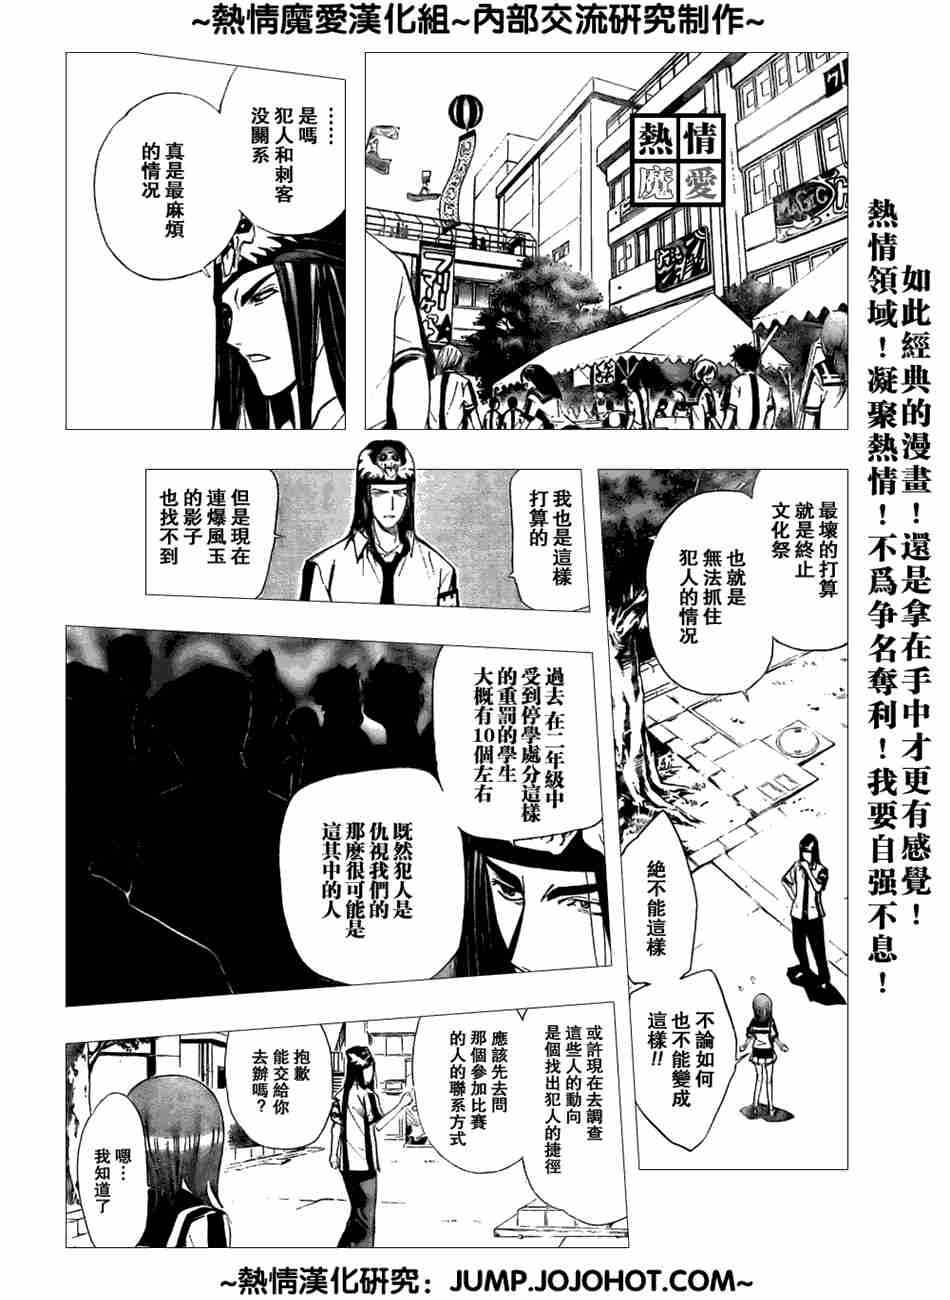 ~熱情魔愛漢化組~內部交流研究制作~
熱情
魔愛
MAGIC
フリー
マーケット
……
是嗎
犯人和刺客
没關系
真是最麻煩
的情況
最壞的打算
就是終止
文化祭
也就是
無法抓住
犯人的情況
我也是這樣
打算的
但是現在
連爆風玉
的影子
也找不到
絕不能這樣
不論如何
也不能變成
這樣!!
過去 在二年級中
受到停學處分這樣
的重罰的學生
大概有10個左右
既然犯人是
仇視我們的
那麽很可能是
這其中的人
或許現在去調查
這些人的動向
是個找出犯人的捷徑
應該先去問
那個參加比賽
的人的聯系方式
抱歉
能交給你
去辦嗎?
嗯…
我知道了
如此經典的漫畫！還是拿在手中才更有感覺！
熱情領域！凝聚熱情！不爲争名奪利！我要自强不息！
~熱情漢化研究：JUMP.JOJOHOT.COM~